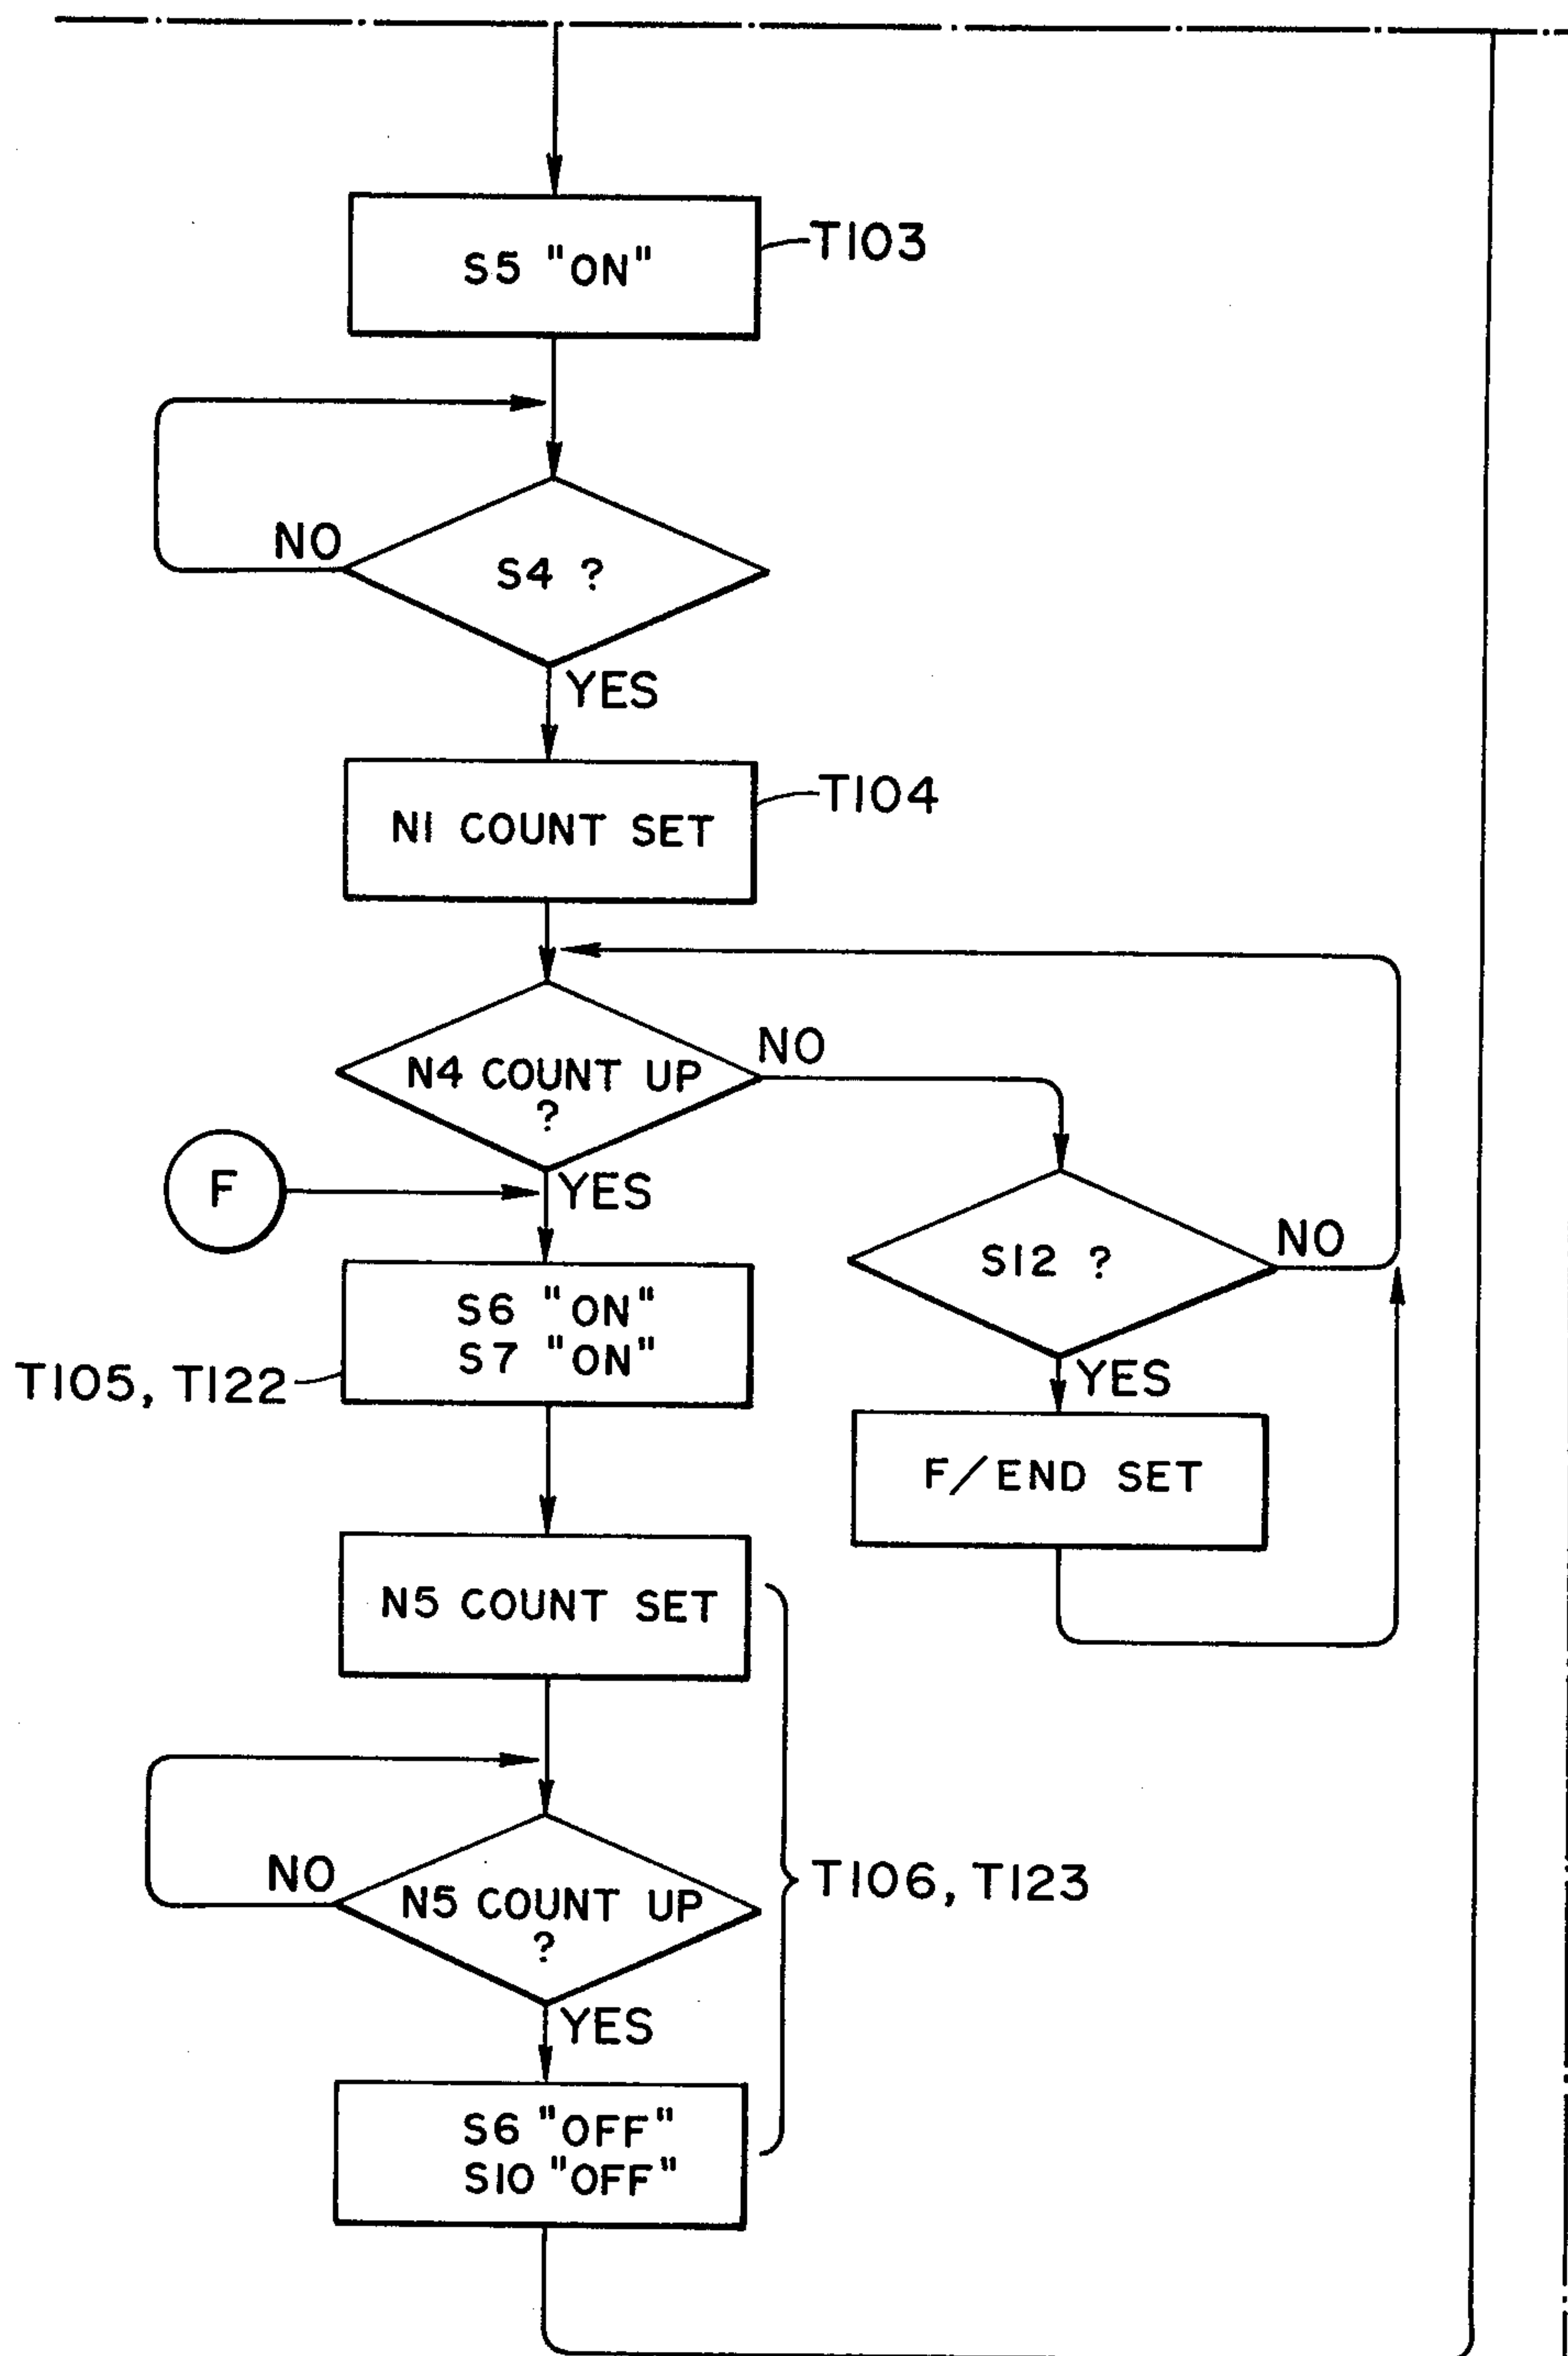 S5 "ON"
T103
NO
S4 ?
YES
N1 COUNT SET
T104
N4 COUNT UP
?
NO
F
YES
S12 ?
NO
S6 "ON"
S7 "ON"
T105, T122
YES
F/END SET
N5 COUNT SET
NO
N5 COUNT UP
?
T106, T123
YES
S6 "OFF"
S10 "OFF"